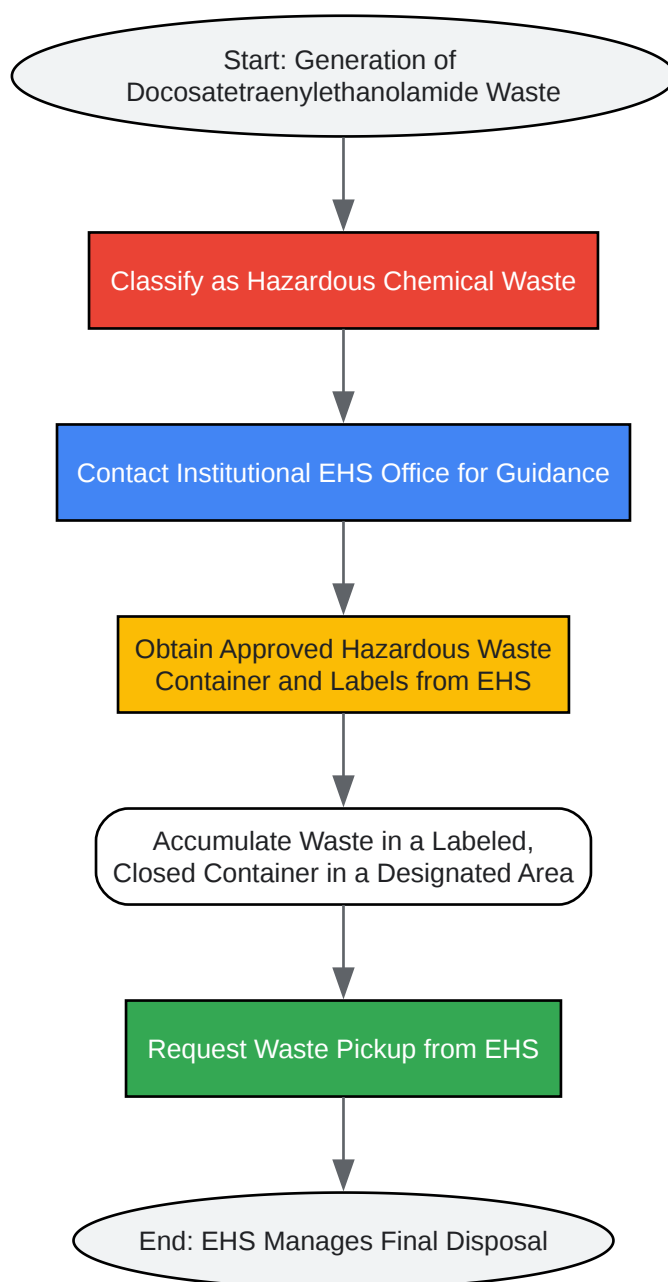 Start: Generation of
Docosatetraenylethanolamide Waste
Classify as Hazardous Chemical Waste
Contact Institutional EHS Office for Guidance
Obtain Approved Hazardous Waste
Container and Labels from EHS
Accumulate Waste in a Labeled,
Closed Container in a Designated Area
Request Waste Pickup from EHS
End: EHS Manages Final Disposal